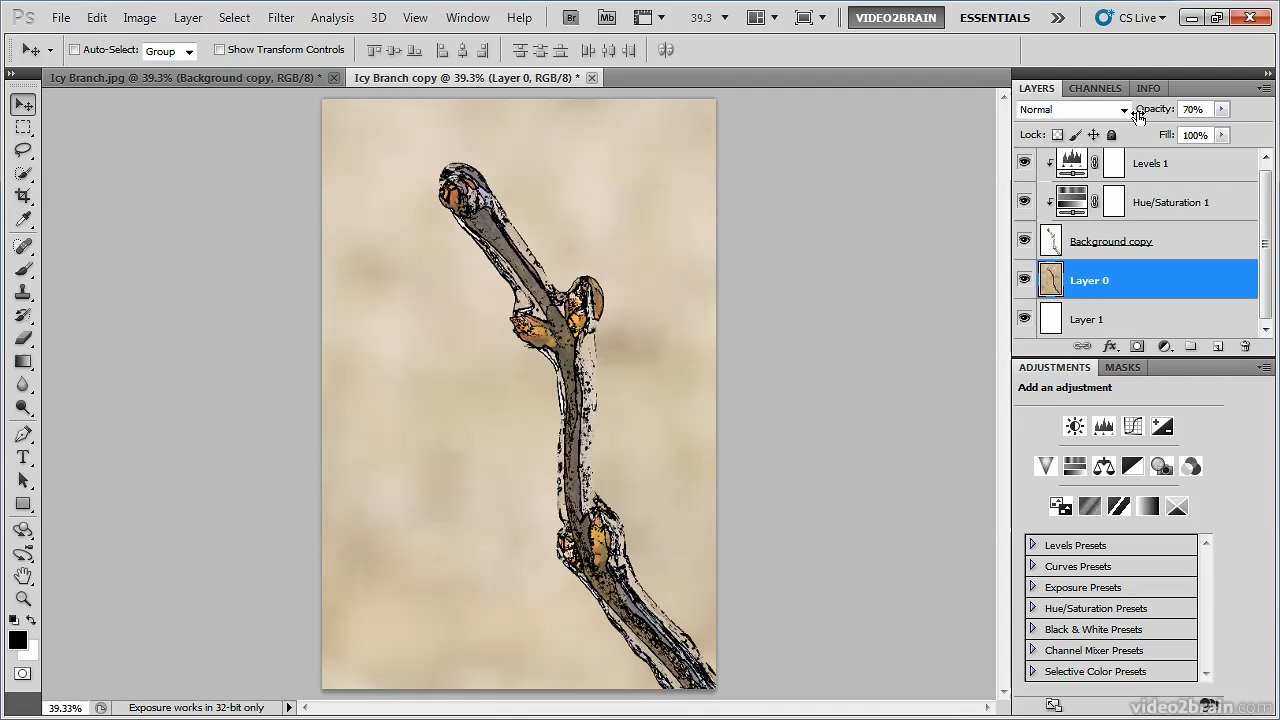 Ps File Edit Image Layer Select Filter Analysis 3D View Window Help Br Mb 39.3 VIDEO2BRAIN ESSENTIALS CS Live
Auto-Select: Group Show Transform Controls
Icy Branch.jpg @ 39.3% (Background copy, RGB/8) * Icy Branch copy @ 39.3% (Layer 0, RGB/8) *
LAYERS CHANNELS INFO
Normal Opacity: 70%
Lock: Fill: 100%
Levels 1
Hue/Saturation 1
Background copy
Layer 0
Layer 1
fx
ADJUSTMENTS MASKS
Add an adjustment
Levels Presets
Curves Presets
Exposure Presets
Hue/Saturation Presets
Black & White Presets
Channel Mixer Presets
Selective Color Presets
T
39.33% Exposure works in 32-bit only
video2brain.com